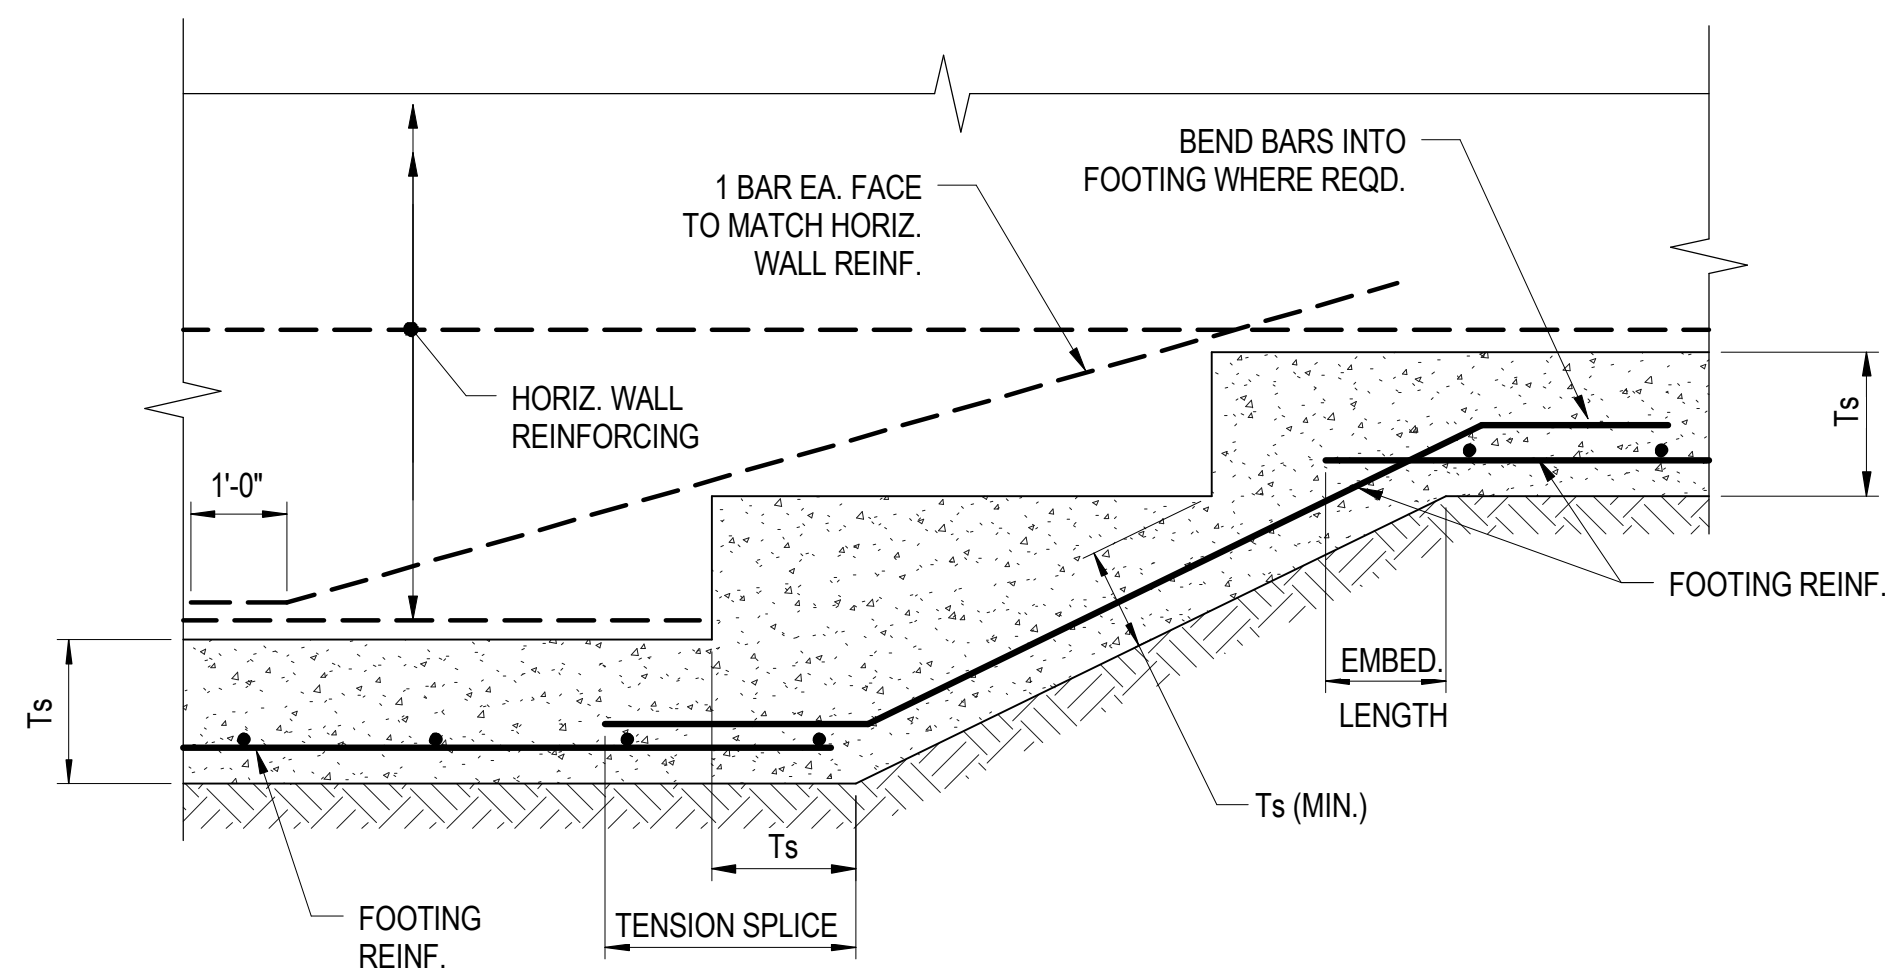 BEND BARS INTO
FOOTING WHERE REQD.
1 BAR EA. FACE
TO MATCH HORIZ.
WALL REINF.
HORIZ. WALL
REINFORCING
1'-0"
Ts
Ts
FOOTING REINF.
EMBED.
LENGTH
Ts (MIN.)
Ts
TENSION SPLICE
FOOTING
REINF.